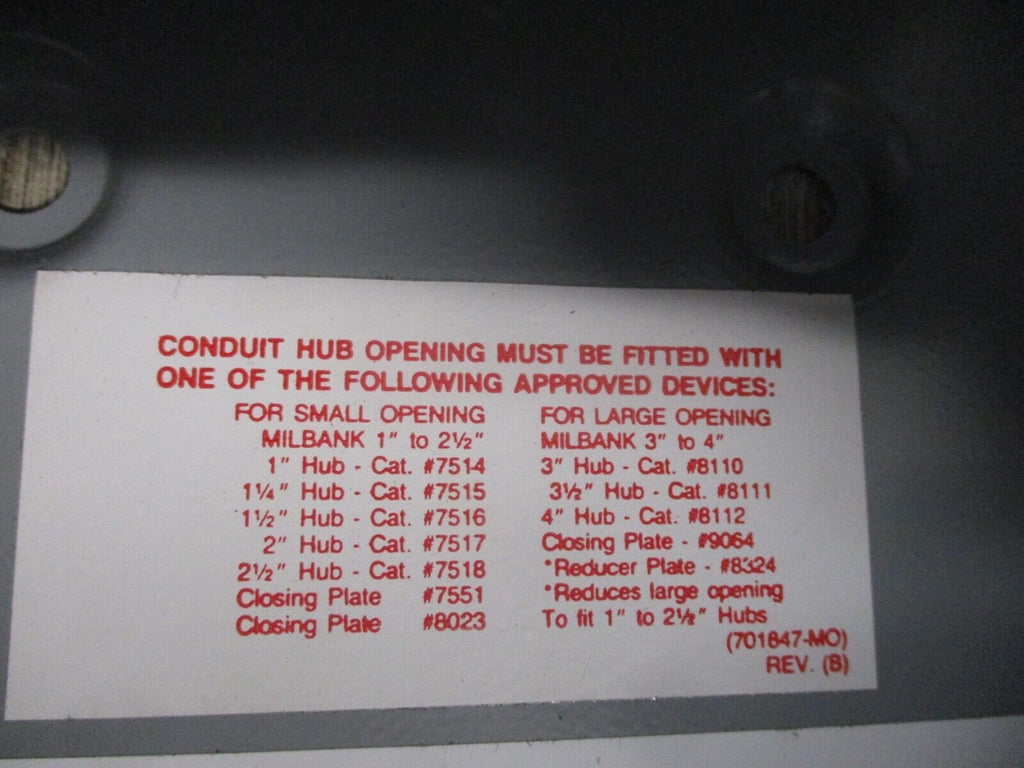 CONDUIT HUB OPENING MUST BE FITTED WITH
ONE OF THE FOLLOWING APPROVED DEVICES:
FOR SMALL OPENING
MILBANK 1" to 2½"
1" Hub - Cat. #7514
1¼" Hub - Cat. #7515
1½" Hub - Cat. #7516
2" Hub - Cat. #7517
2½" Hub - Cat. #7518
Closing Plate #7551
Closing Plate #8023
FOR LARGE OPENING
MILBANK 3" to 4"
3" Hub - Cat. #8110
3½" Hub - Cat. #8111
4" Hub - Cat. #8112
Closing Plate - #9064
*Reducer Plate - #8324
*Reduces large opening
To fit 1" to 2½" Hubs
(701647-MO)
REV. (B)